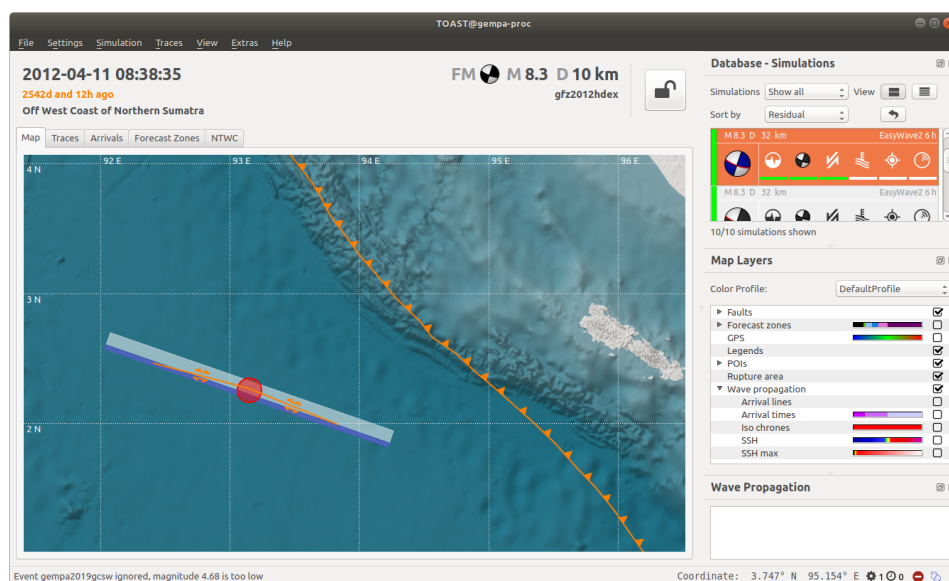 TOAST@gempa-proc
File Settings Simulation Traces View Extras Help
2012-04-11 08:38:35
2542d and 12h ago
Off West Coast of Northern Sumatra
FM M 8.3 D 10 km
gfz2012hdex
Map Traces Arrivals Forecast Zones NTWC
92 E 93 E 94 E 95 E 96 E
4 N
3 N
2 N
Database - Simulations
Simulations Show all View
Sort by Residual
M 8.3 D 32 km EasyWave2 6 h
M 8.3 D 32 km EasyWave2 6 h
10/10 simulations shown
Map Layers
Color Profile: DefaultProfile
Faults
Forecast zones
GPS
Legends
POIs
Rupture area
Wave propagation
Arrival lines
Arrival times
Iso chrones
SSH
SSH max
Wave Propagation
Event gempa2019gcsw ignored, magnitude 4.68 is too low
Coordinate: 3.747° N 95.154° E 1 0